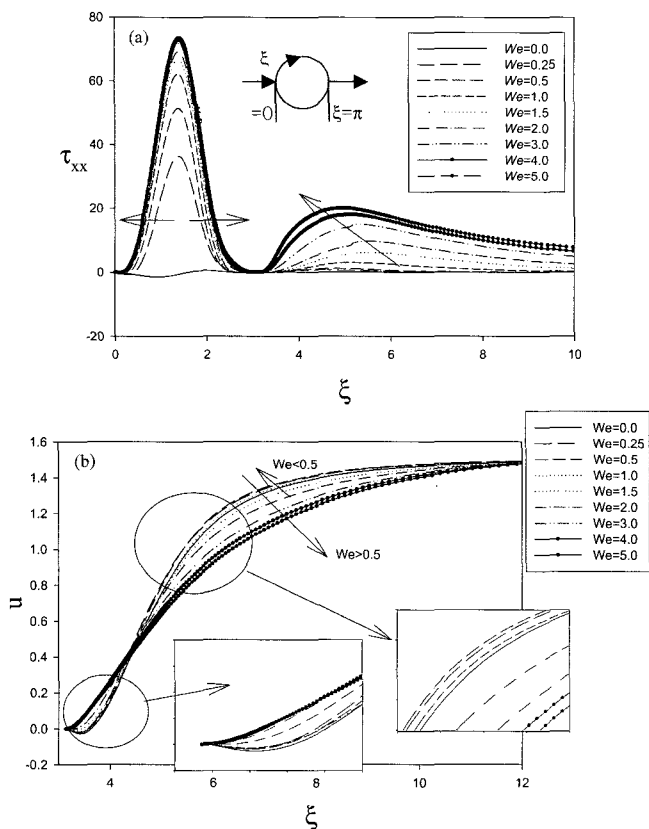 (a)
80
60
40
20
0
-20
τxx
ξ
=0
ξ=π
We=0.0
We=0.25
We=0.5
We=1.0
We=1.5
We=2.0
We=3.0
We=4.0
We=5.0
0 2 4 6 8 10
ξ
(b)
1.6
1.4
1.2
1.0
0.8
0.6
0.4
0.2
0.0
-0.2
u
We<0.5
We>0.5
We=0.0
We=0.25
We=0.5
We=1.0
We=1.5
We=2.0
We=3.0
We=4.0
We=5.0
4 6 8 10 12
ξ